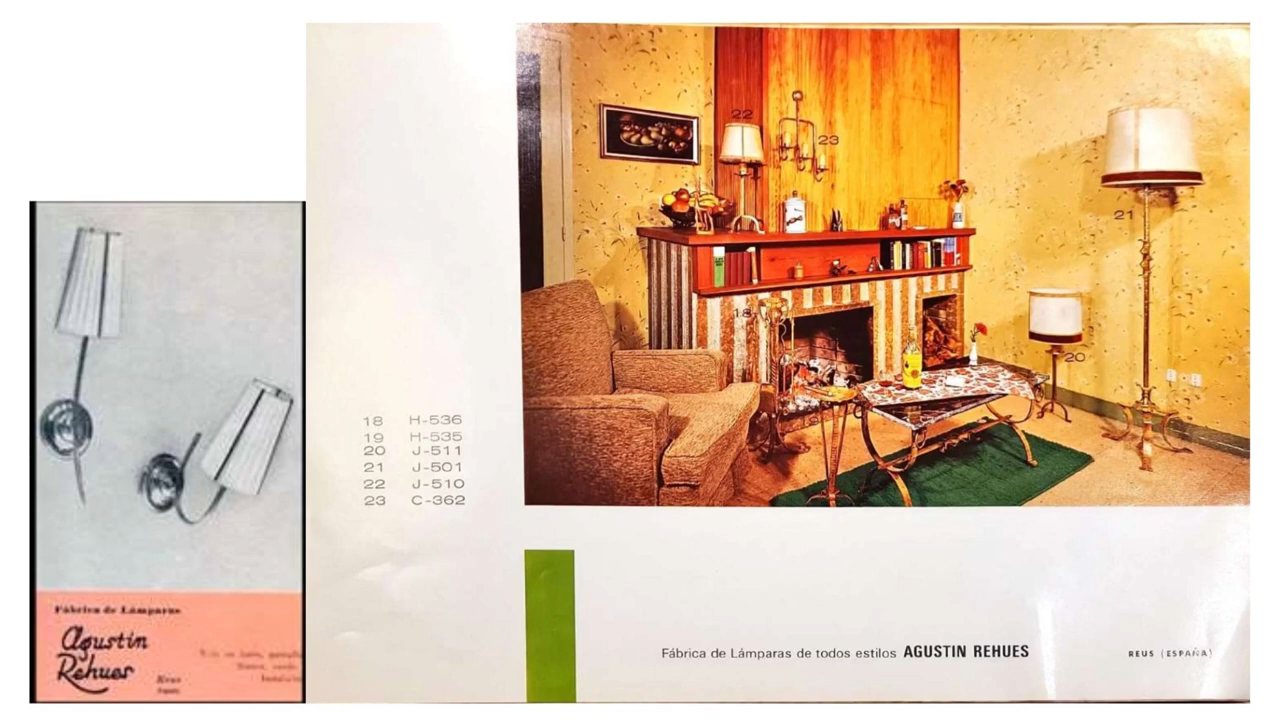 Fábrica de Lámparas
Agustín
Rehues
Reus
22
23
21
18
20
18 H-536
19 H-535
20 J-511
21 J-501
22 J-510
23 C-362
Fábrica de Lámparas de todos estilos AGUSTIN REHUES
REUS (ESPAÑA)